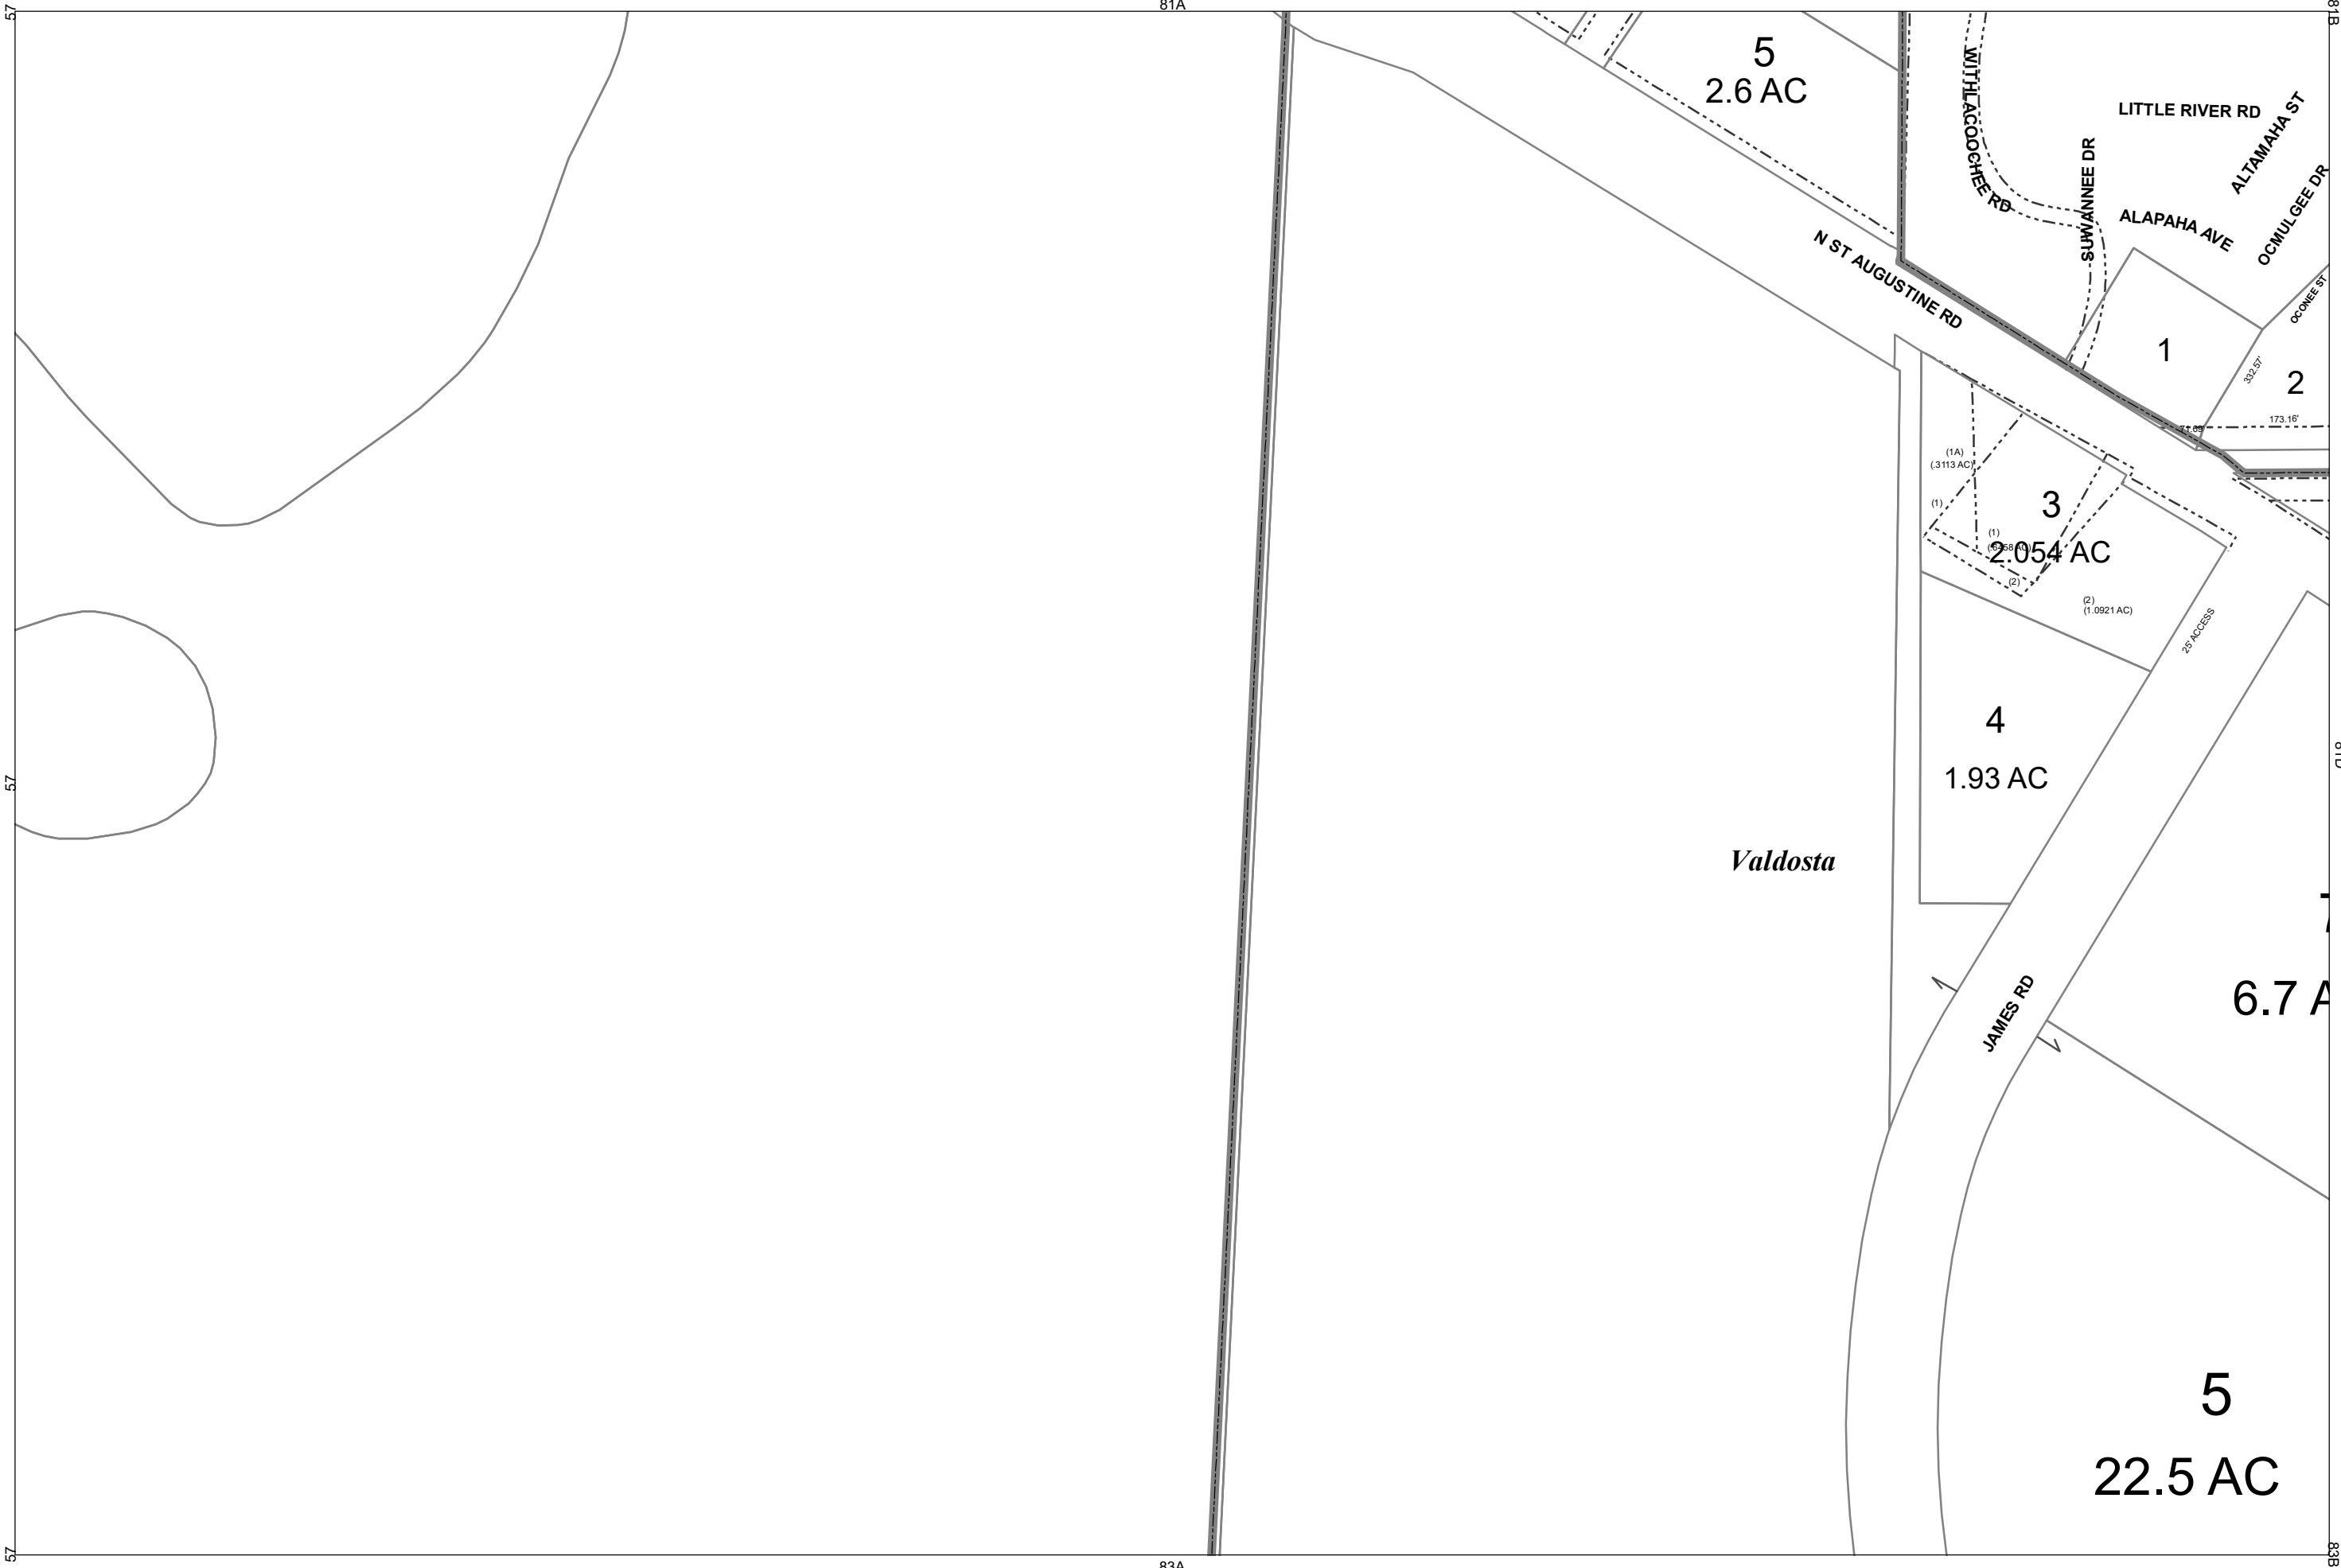 57
81A
81B
5
2.6 AC
WITHLACOOCHEE RD
LITTLE RIVER RD
ALTAMAHA ST
SUWANNEE DR
ALAPAHA AVE
OCMULGEE DR
N ST AUGUSTINE RD
OCONEE ST
1
332.57'
2
173.16'
(1A)
(.3113 AC)
(1)
3
(1)
2.054 AC
(2)
(2)
(1.0921 AC)
25' ACCESS
4
57
1.93 AC
Valdosta
6.7 A
JAMES RD
5
22.5 AC
57
83A
83B